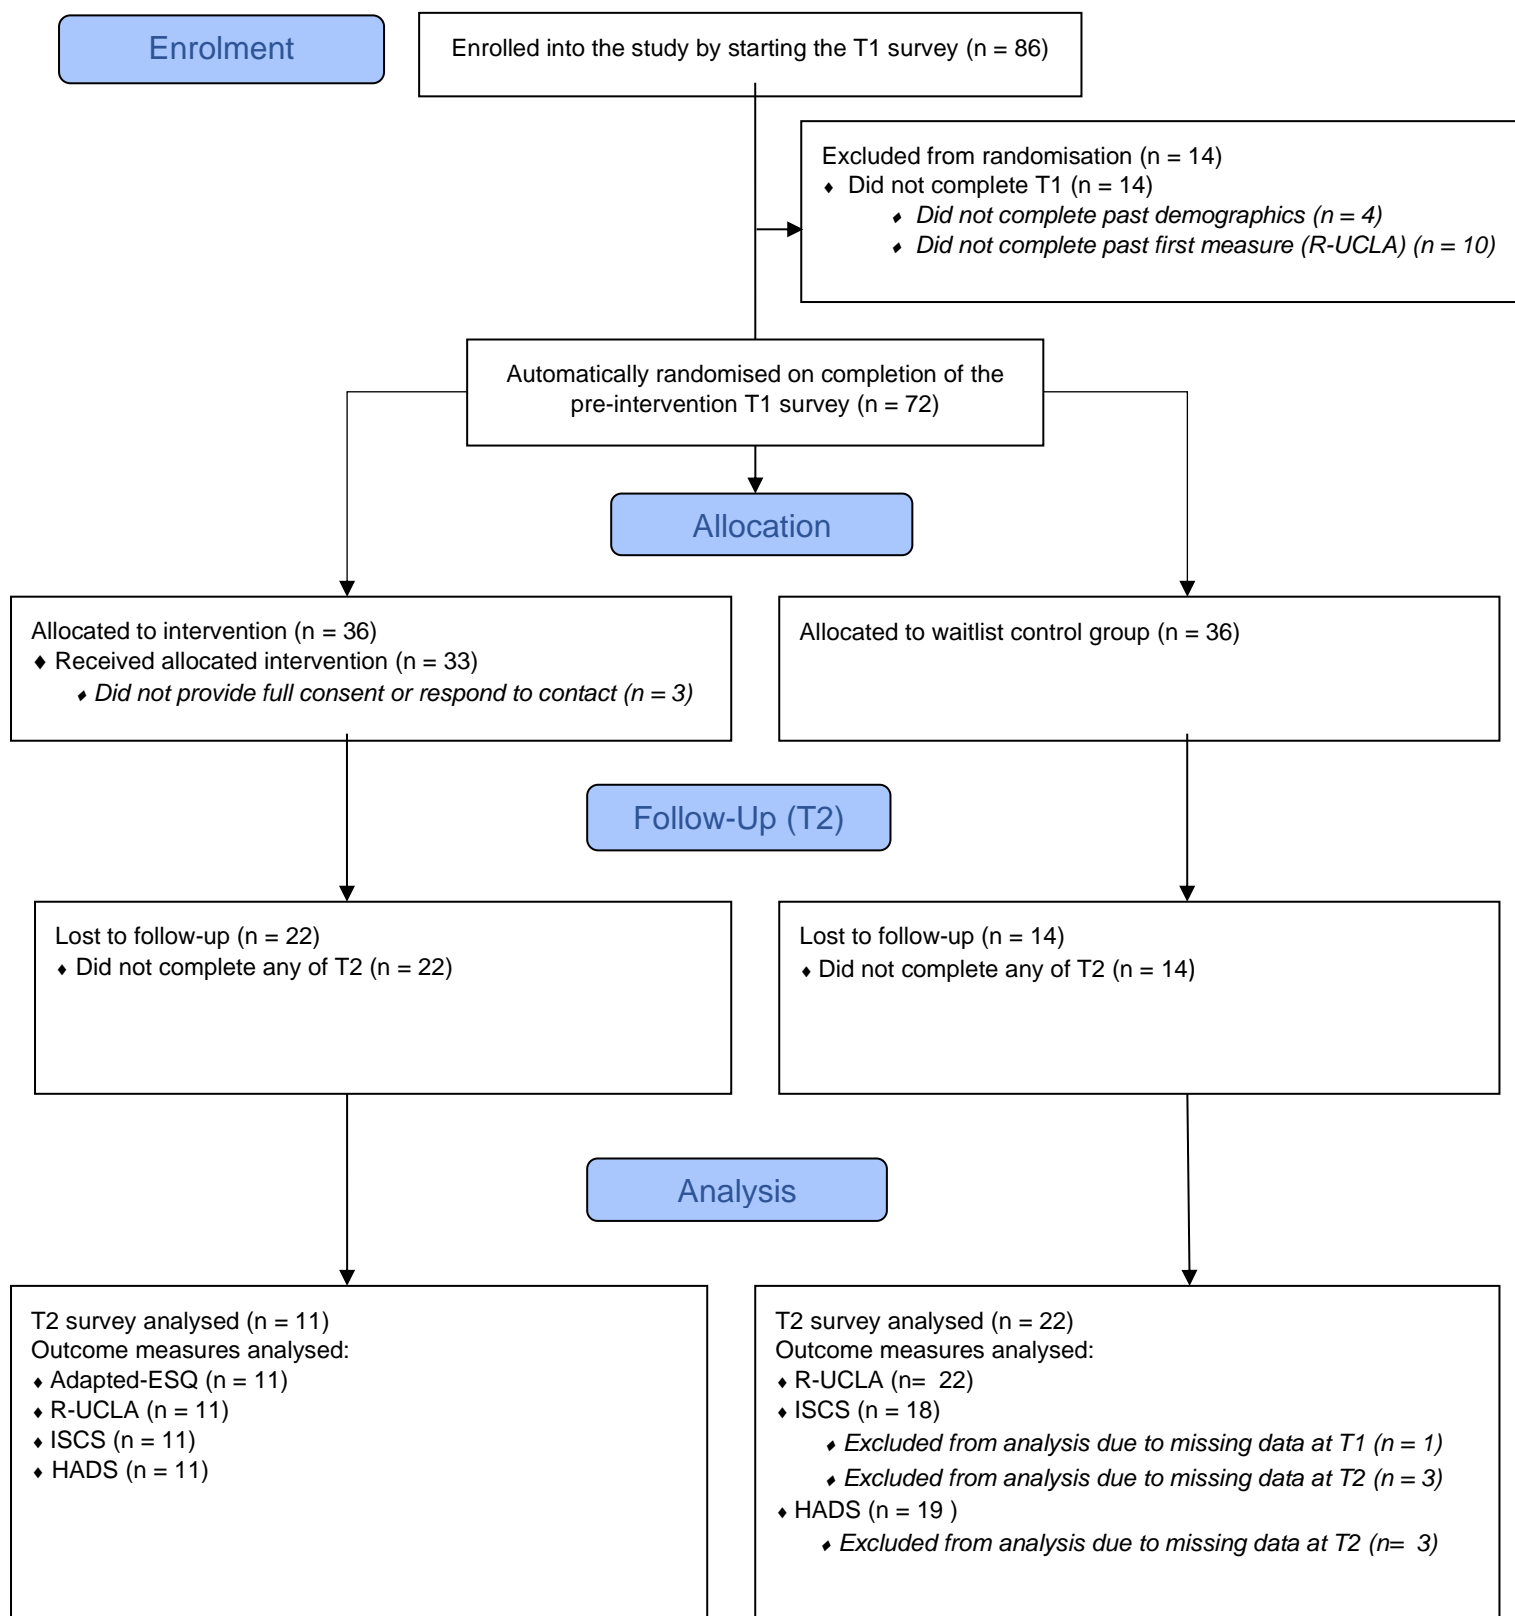 Enrolment
Enrolled into the study by starting the T1 survey (n = 86)
Excluded from randomisation (n = 14)
♦ Did not complete T1 (n = 14)
♦ Did not complete past demographics (n = 4)
♦ Did not complete past first measure (R-UCLA) (n = 10)
Automatically randomised on completion of the
pre-intervention T1 survey (n = 72)
Allocation
Allocated to intervention (n = 36)
♦ Received allocated intervention (n = 33)
♦ Did not provide full consent or respond to contact (n = 3)
Allocated to waitlist control group (n = 36)
Follow-Up (T2)
Lost to follow-up (n = 22)
♦ Did not complete any of T2 (n = 22)
Lost to follow-up (n = 14)
♦ Did not complete any of T2 (n = 14)
Analysis
T2 survey analysed (n = 11)
Outcome measures analysed:
♦ Adapted-ESQ (n = 11)
♦ R-UCLA (n = 11)
♦ ISCS (n = 11)
♦ HADS (n = 11)
T2 survey analysed (n = 22)
Outcome measures analysed:
♦ R-UCLA (n=  22)
♦ ISCS (n = 18)
♦ Excluded from analysis due to missing data at T1 (n = 1)
♦ Excluded from analysis due to missing data at T2 (n = 3)
♦ HADS (n = 19 )
♦ Excluded from analysis due to missing data at T2 (n=  3)